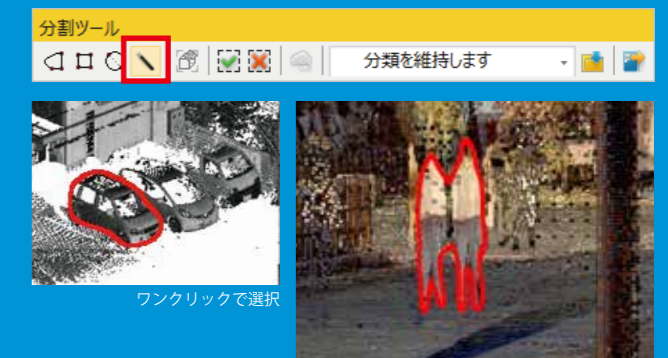 分割ツール
分類を維持します
ワンクリックで選択